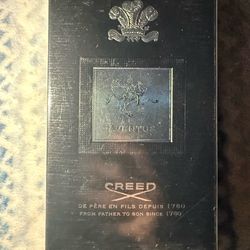 AVENTUS
CREED
DE PÈRE EN FILS DEPUIS 1760
FROM FATHER TO SON SINCE 1760